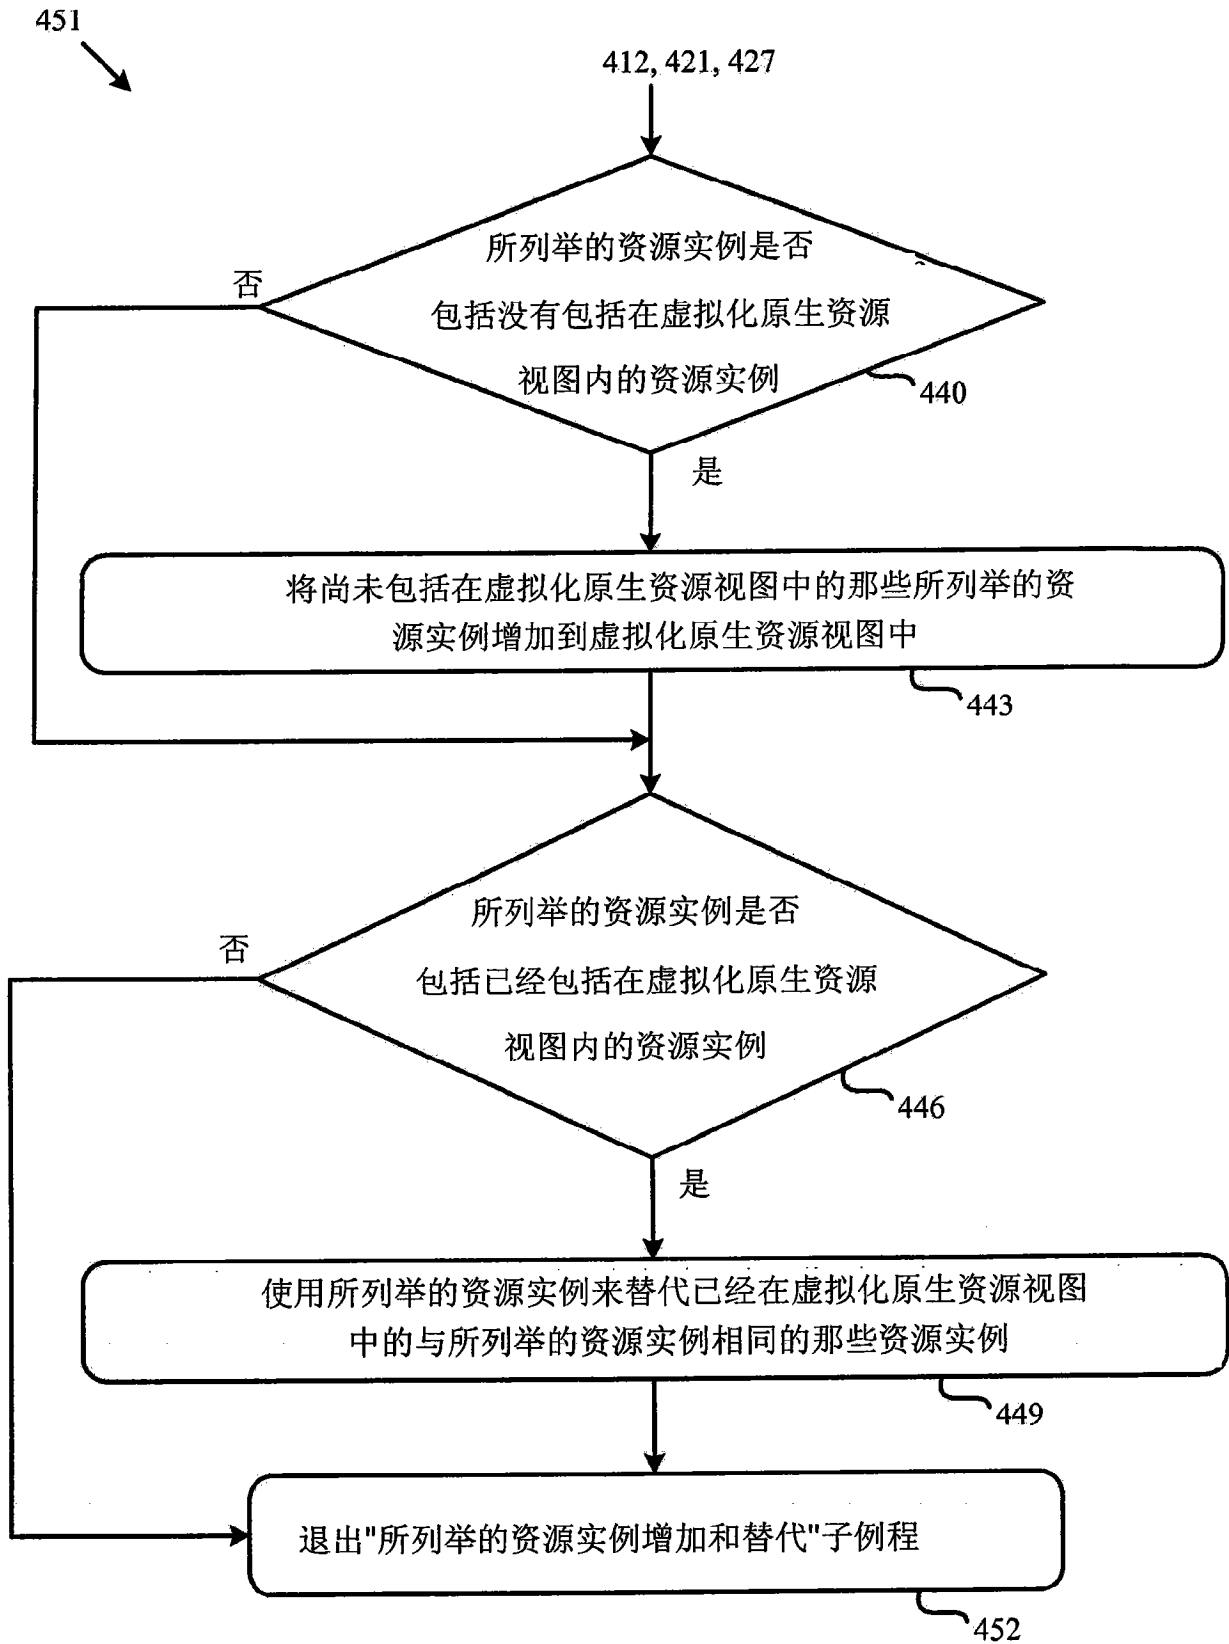 451
412, 421, 427
所列举的资源实例是否
否
包括没有包括在虚拟化原生资源
视图内的资源实例
440
是
将尚未包括在虚拟化原生资源视图中的那些所列举的资
源实例增加到虚拟化原生资源视图中
443
所列举的资源实例是否
否
包括已经包括在虚拟化原生资源
视图内的资源实例
446
是
使用所列举的资源实例来替代已经在虚拟化原生资源视图
中的与所列举的资源实例相同的那些资源实例
449
退出"所列举的资源实例增加和替代"子例程
452